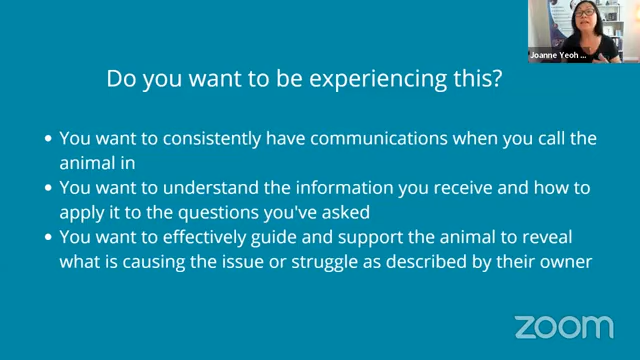 Joanne Yeoh ...
Do you want to be experiencing this?
• You want to consistently have communications when you call the
animal in
• You want to understand the information you receive and how to
apply it to the questions you've asked
• You want to effectively guide and support the animal to reveal
what is causing the issue or struggle as described by their owner
zoom